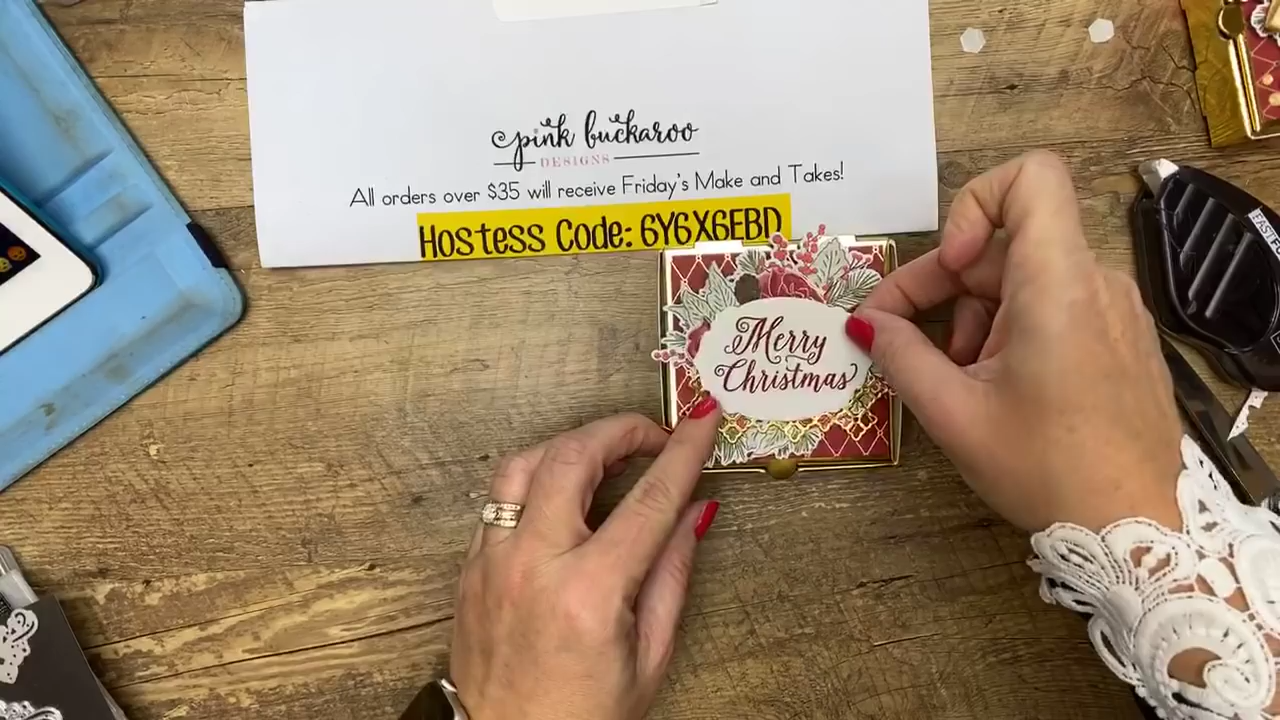 pink buckaroo
DESIGNS
All orders over $35 will receive Friday's Make and Takes!
Hostess Code: 6Y6X6EBD
Merry
Christmas